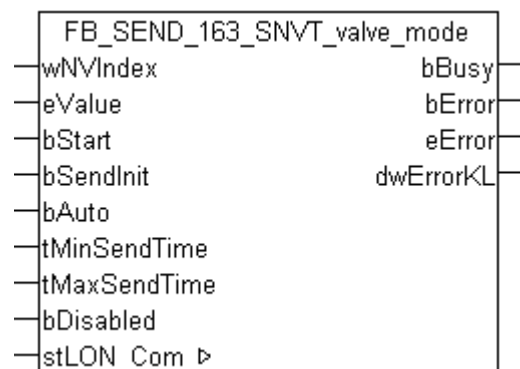 FB_SEND_163_SNVT_valve_mode
wNVIndex bBusy
eValue bError
bStart eError
bSendInit dwErrorKL
bAuto
tMinSendTime
tMaxSendTime
bDisabled
stLON_Com ▷